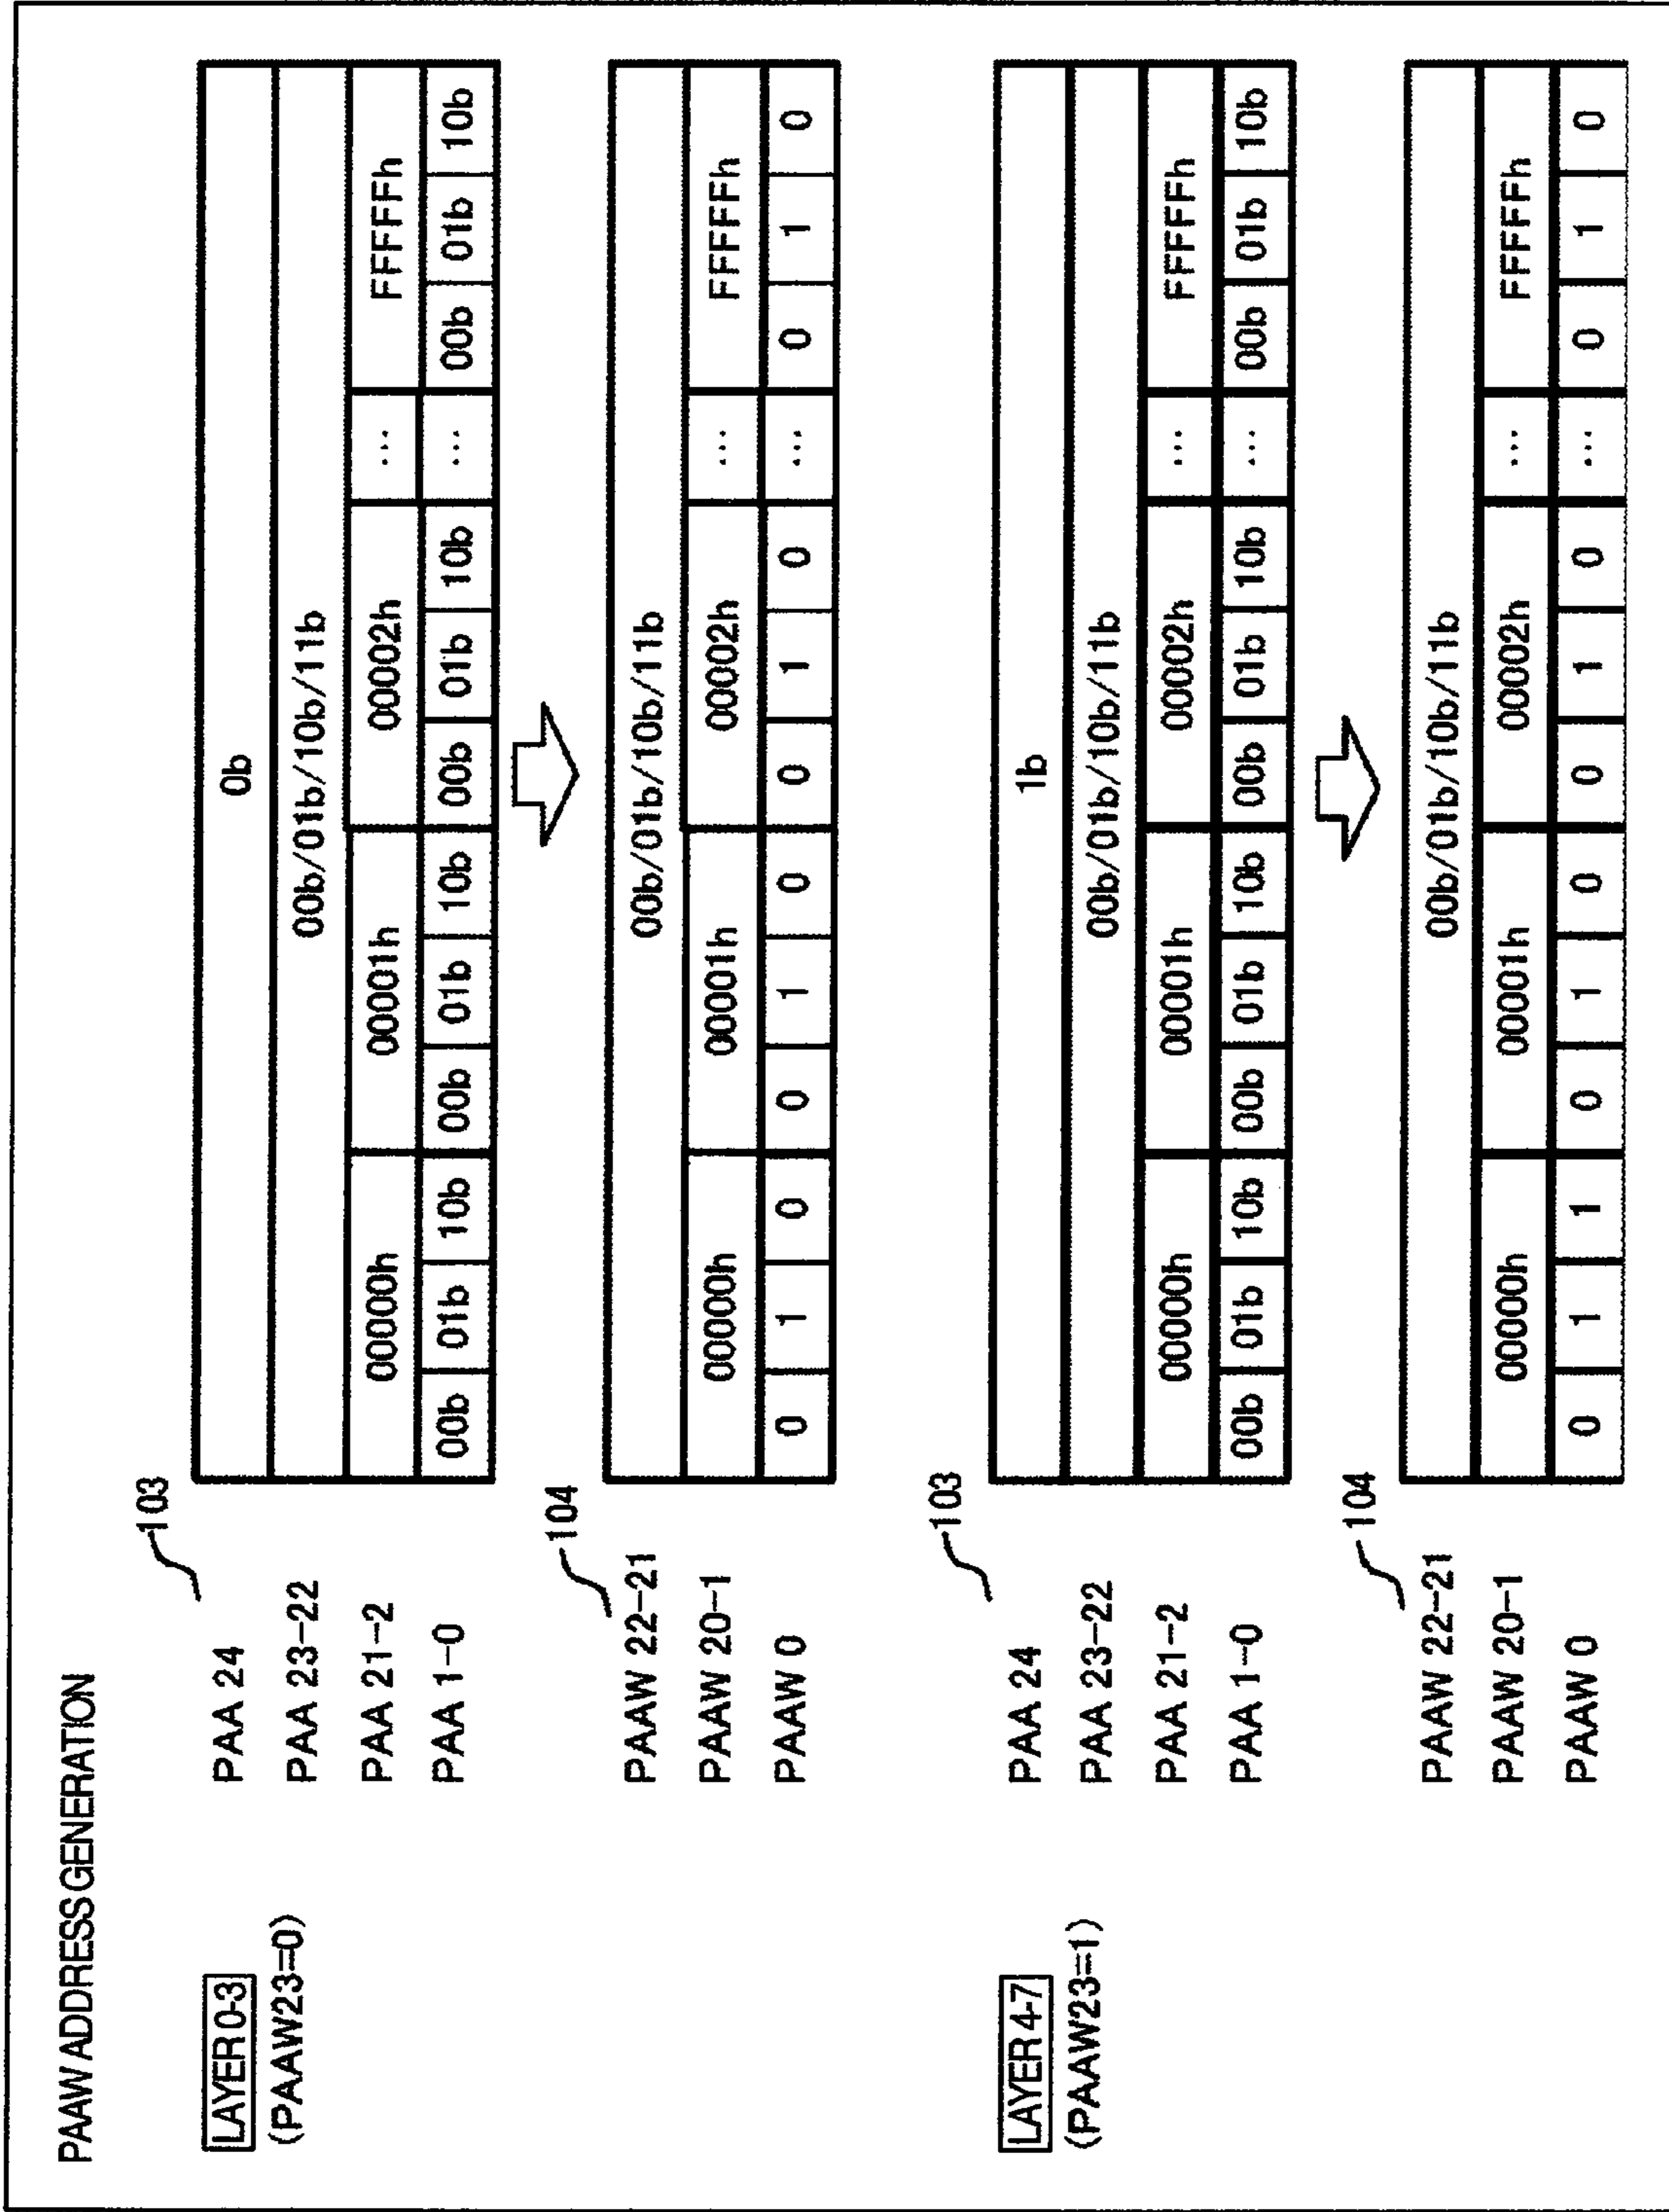 PAAW ADDRESS GENERATION
LAYER 0-3
(PAAW23=0)
103
PAA 24 0b
PAA 23-22 00b/01b/10b/11b
PAA 21-2 00000h 00001h 00002h ... FFFFFh
PAA 1-0 00b 01b 10b 00b 01b 10b 00b 01b 10b ... 00b 01b 10b
104
PAAW 22-21 00b/01b/10b/11b
PAAW 20-1 00000h 00001h 00002h ... FFFFFh
PAAW 0 0 1 0 0 1 0 0 1 0 ... 0 1 0
LAYER 4-7
(PAAW23=1)
103
PAA 24 1b
PAA 23-22 00b/01b/10b/11b
PAA 21-2 00000h 00001h 00002h ... FFFFFh
PAA 1-0 00b 01b 10b 00b 01b 10b 00b 01b 10b ... 00b 01b 10b
104
PAAW 22-21 00b/01b/10b/11b
PAAW 20-1 00000h 00001h 00002h ... FFFFFh
PAAW 0 0 1 1 0 1 0 0 1 0 ... 0 1 0